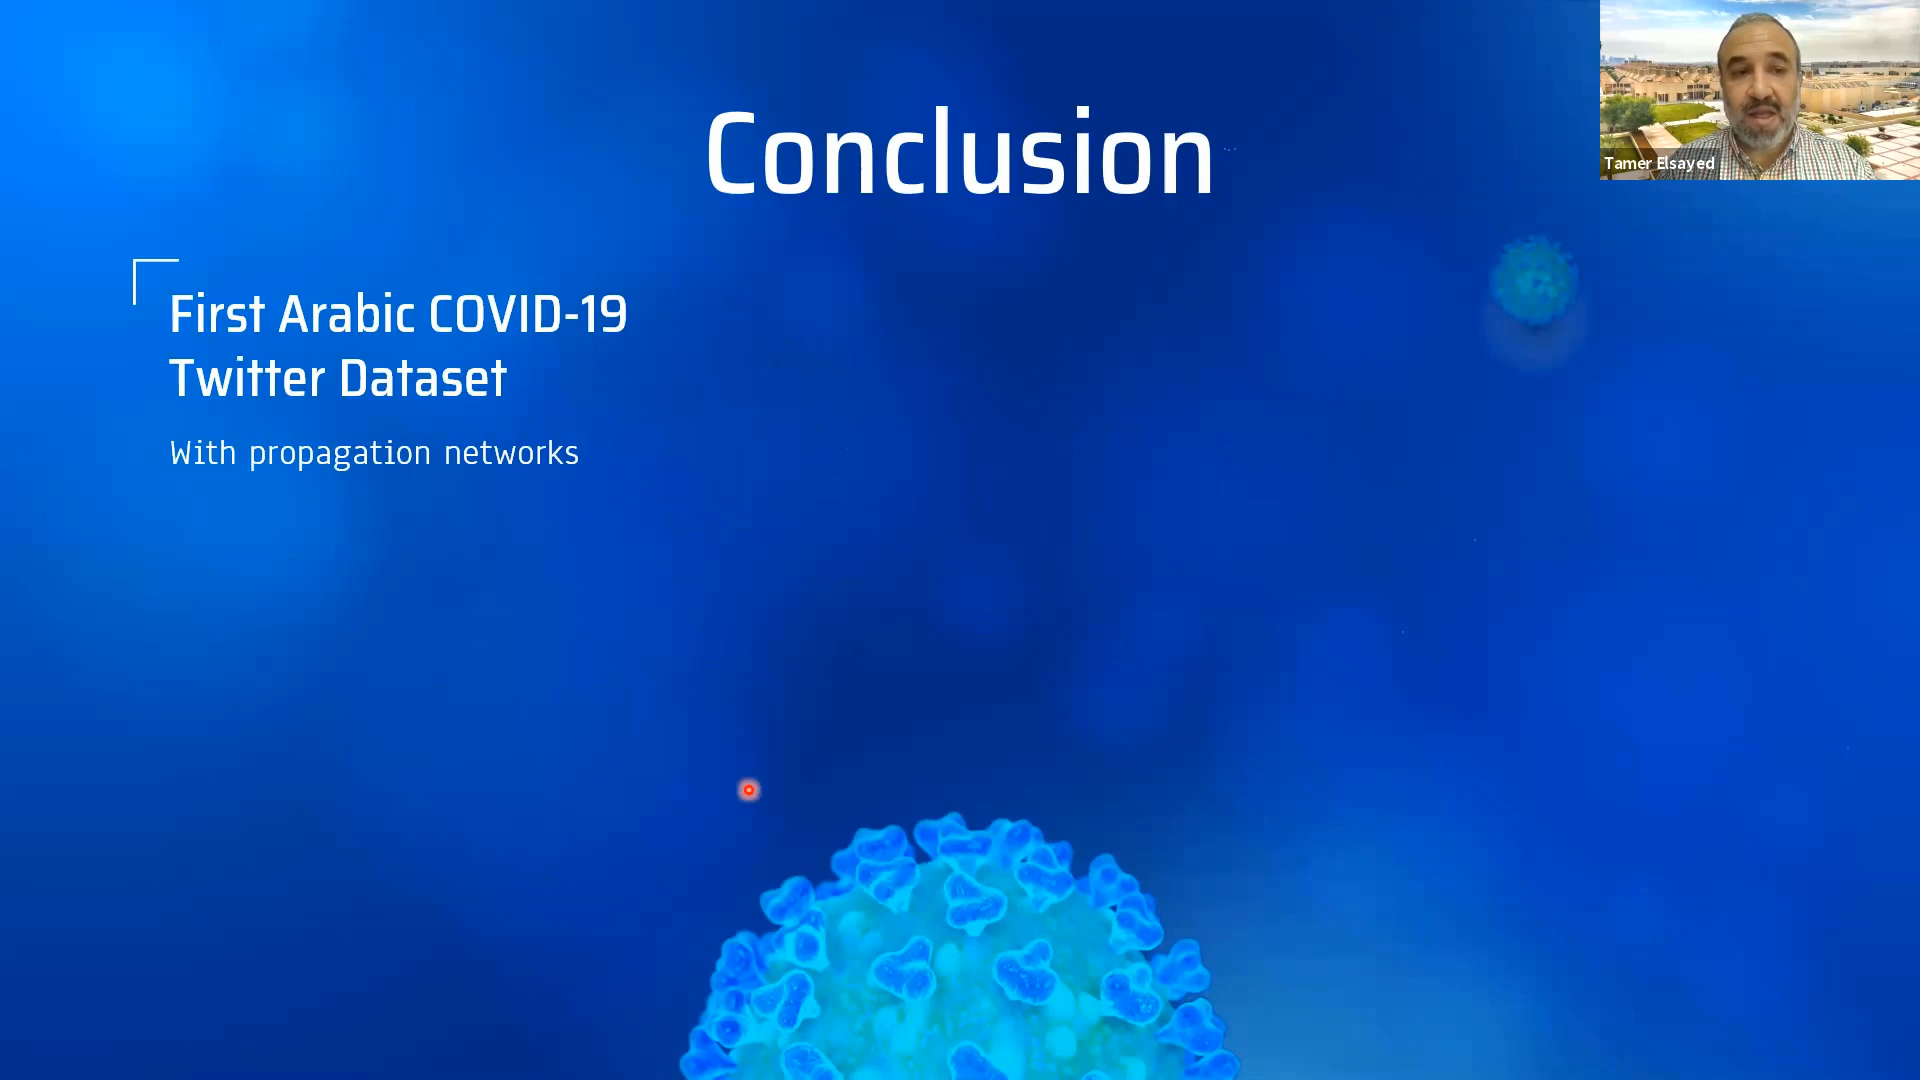 Conclusion
Tamer Elsayed
First Arabic COVID-19
Twitter Dataset
With propagation networks